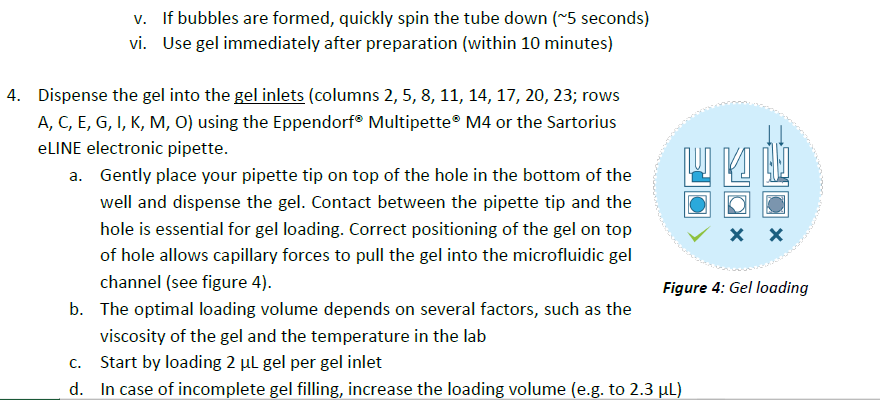 v. If bubbles are formed, quickly spin the tube down (~5 seconds)
vi. Use gel immediately after preparation (within 10 minutes)
4. Dispense the gel into the gel inlets (columns 2, 5, 8, 11, 14, 17, 20, 23; rows
A, C, E, G, I, K, M, O) using the Eppendorf® Multipette® M4 or the Sartorius
eLINE electronic pipette.
a. Gently place your pipette tip on top of the hole in the bottom of the
well and dispense the gel. Contact between the pipette tip and the
hole is essential for gel loading. Correct positioning of the gel on top
of hole allows capillary forces to pull the gel into the microfluidic gel
channel (see figure 4).
Figure 4: Gel loading
b. The optimal loading volume depends on several factors, such as the
viscosity of the gel and the temperature in the lab
c. Start by loading 2 µL gel per gel inlet
d. In case of incomplete gel filling, increase the loading volume (e.g. to 2.3 µL)